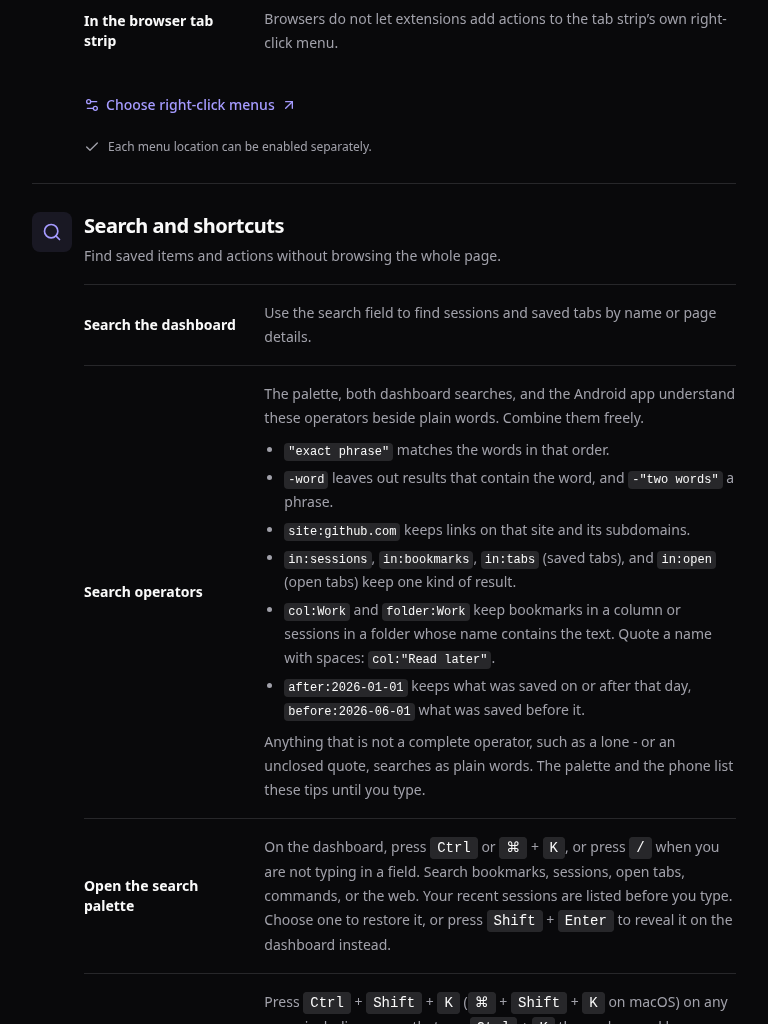 In the browser tab strip
Browsers do not let extensions add actions to the tab strip’s own right-
click menu.
Choose right-click menus
Each menu location can be enabled separately.
Search and shortcuts
Find saved items and actions without browsing the whole page.
Search the dashboard
Use the search field to find sessions and saved tabs by name or page
details.
Search operators
The palette, both dashboard searches, and the Android app understand
these operators beside plain words. Combine them freely.
"exact phrase" matches the words in that order.
-word leaves out results that contain the word, and -"two words" a
phrase.
site:github.com keeps links on that site and its subdomains.
in:sessions, in:bookmarks, in:tabs (saved tabs), and in:open
(open tabs) keep one kind of result.
col:Work and folder:Work keep bookmarks in a column or
sessions in a folder whose name contains the text. Quote a name
with spaces: col:"Read later".
after:2026-01-01 keeps what was saved on or after that day,
before:2026-06-01 what was saved before it.
Anything that is not a complete operator, such as a lone - or an
unclosed quote, searches as plain words. The palette and the phone list
these tips until you type.
Open the search palette
On the dashboard, press Ctrl or ⌘ + K, or press / when you
are not typing in a field. Search bookmarks, sessions, open tabs,
commands, or the web. Your recent sessions are listed before you type.
Choose one to restore it, or press Shift + Enter to reveal it on the
dashboard instead.
Press Ctrl + Shift + K (⌘ + Shift + K on macOS) on any